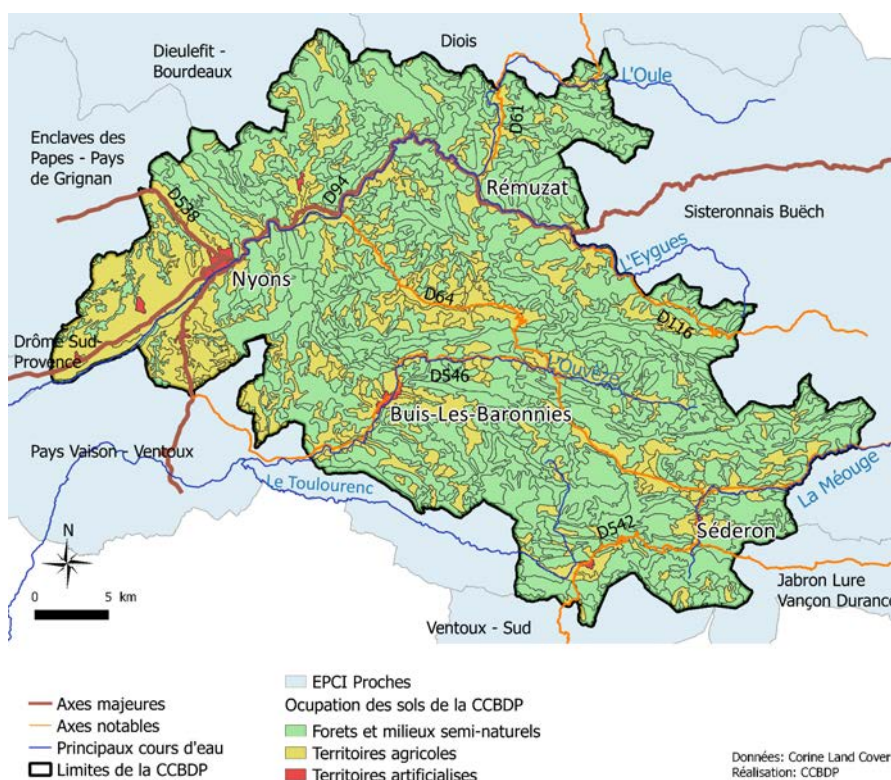 Dieulefit -
Bourdeaux
Diois
L'Oule
Enclaves des
Papes - Pays
de Grignan
D538
D94
D61
Rémuzat
Sisteronnais Buëch
L'Eygues
Nyons
D64
D116
Drôme Sud-
Provence
D546
L'Ouvèze
Buis-Les-Baronnies
Pays Vaison - Ventoux
Le Toulourenc
La Méouge
D542
Séderon
N
0 5 km
Jabron Lure
Vançon Durance
Ventoux - Sud
Axes majeures
Axes notables
Principaux cours d'eau
Limites de la CCBDP
EPCI Proches
Ocupation des sols de la CCBDP
Forets et milieux semi-naturels
Territoires agricoles
Territoires artificialises
Données: Corine Land Cover
Réalisation: CCBDP